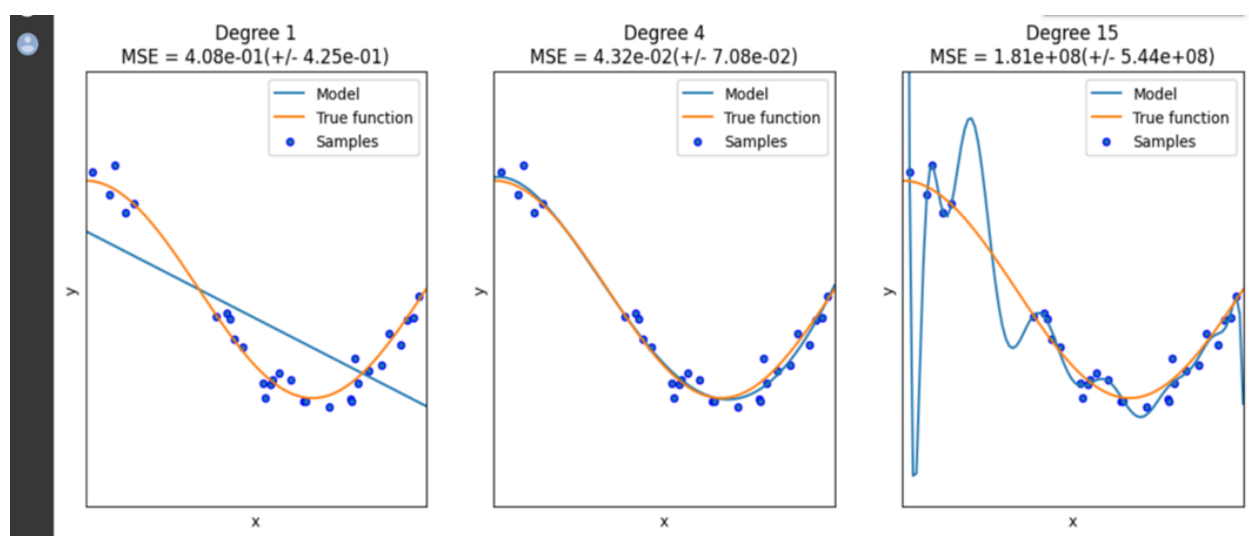 Degree 1
MSE = 4.08e-01(+/- 4.25e-01)
Model
True function
Samples
y
x
Degree 4
MSE = 4.32e-02(+/- 7.08e-02)
Model
True function
Samples
y
x
Degree 15
MSE = 1.81e+08(+/- 5.44e+08)
Model
True function
Samples
y
x